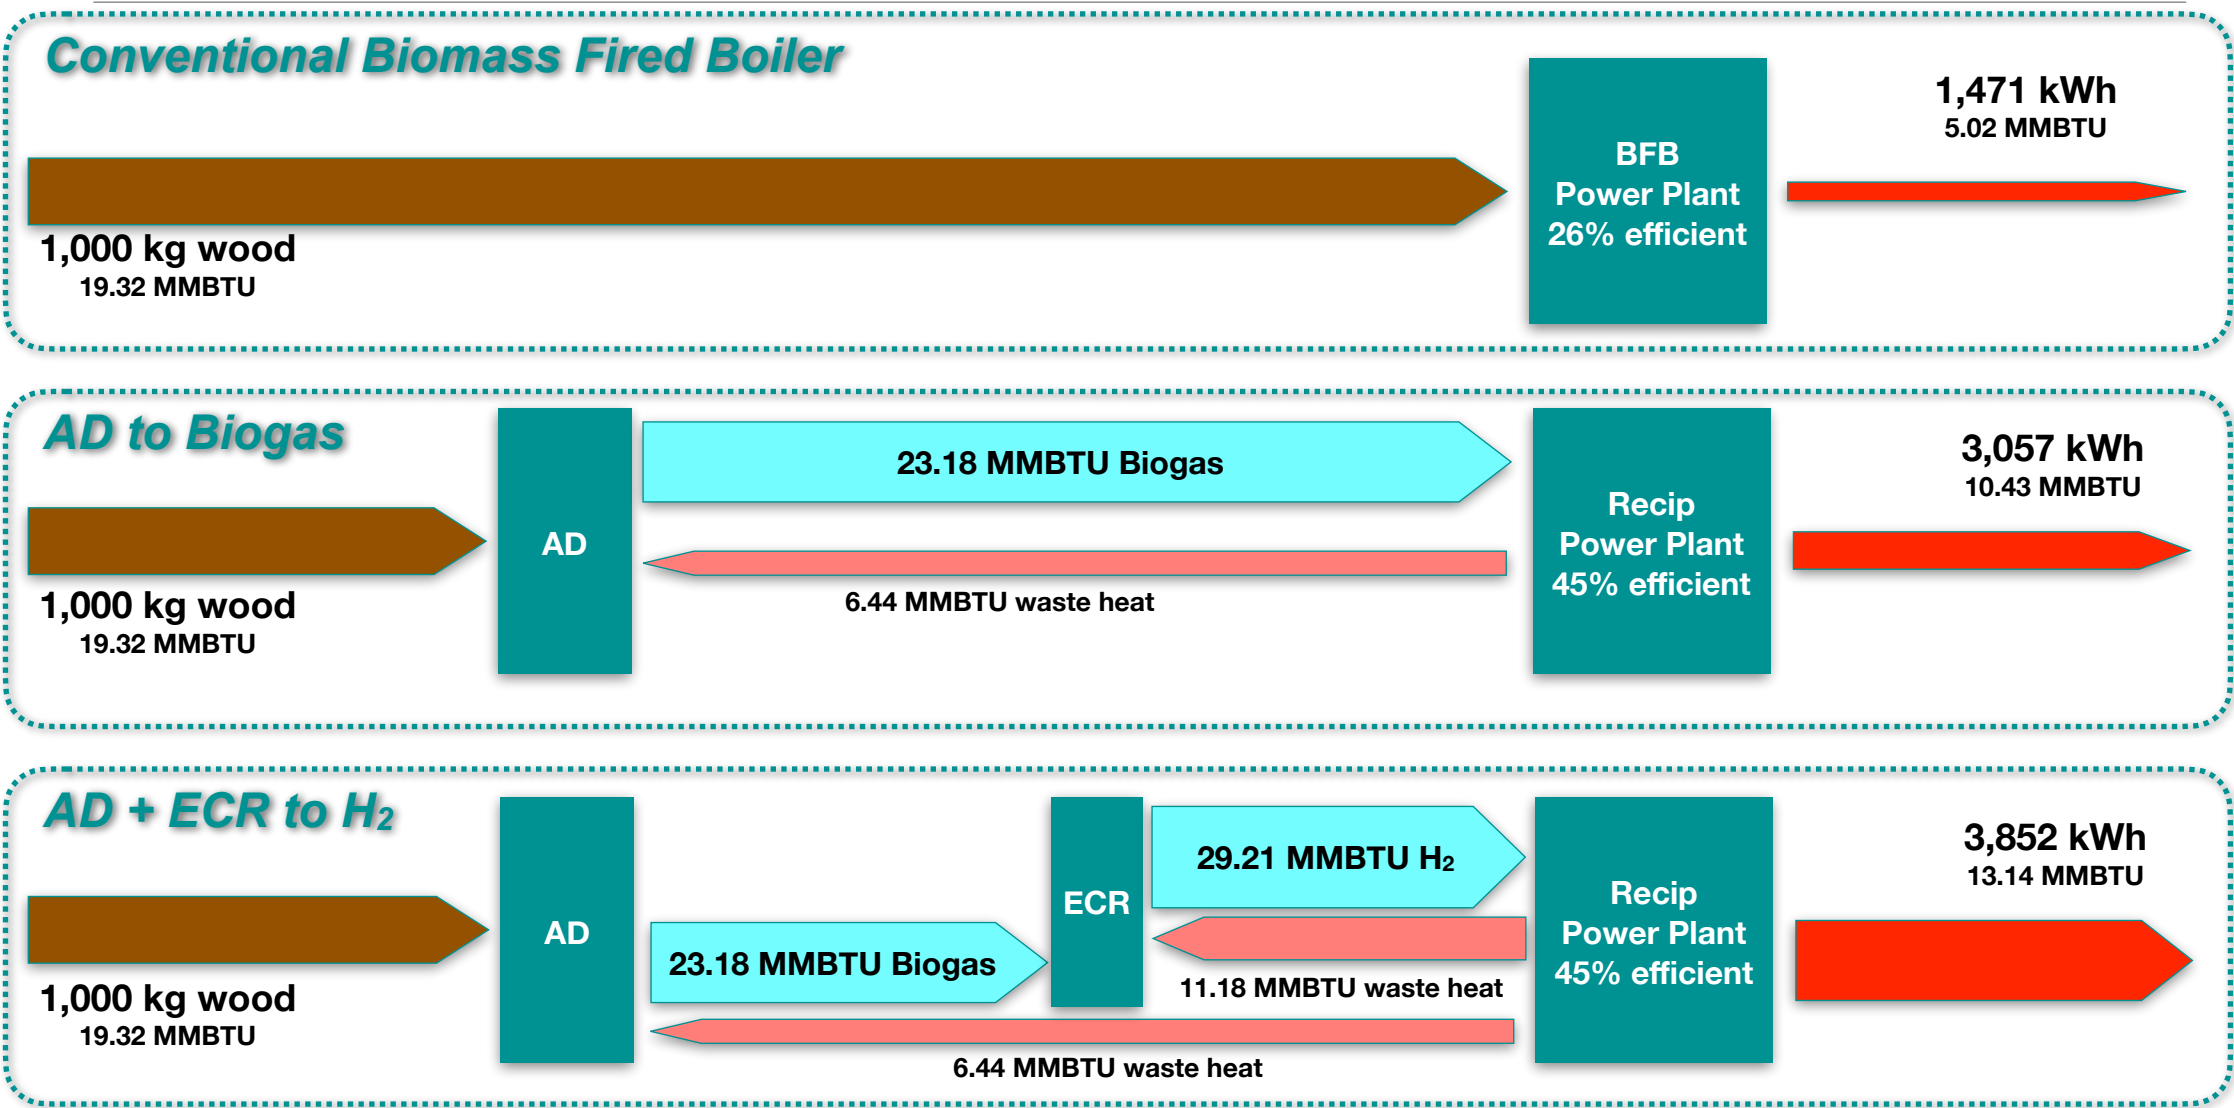 Conventional Biomass Fired Boiler
1,000 kg wood
19.32 MMBTU
BFB
Power Plant
26% efficient
1,471 kWh
5.02 MMBTU
AD to Biogas
1,000 kg wood
19.32 MMBTU
AD
23.18 MMBTU Biogas
6.44 MMBTU waste heat
Recip
Power Plant
45% efficient
3,057 kWh
10.43 MMBTU
AD + ECR to H₂
1,000 kg wood
19.32 MMBTU
AD
23.18 MMBTU Biogas
ECR
29.21 MMBTU H₂
11.18 MMBTU waste heat
6.44 MMBTU waste heat
Recip
Power Plant
45% efficient
3,852 kWh
13.14 MMBTU